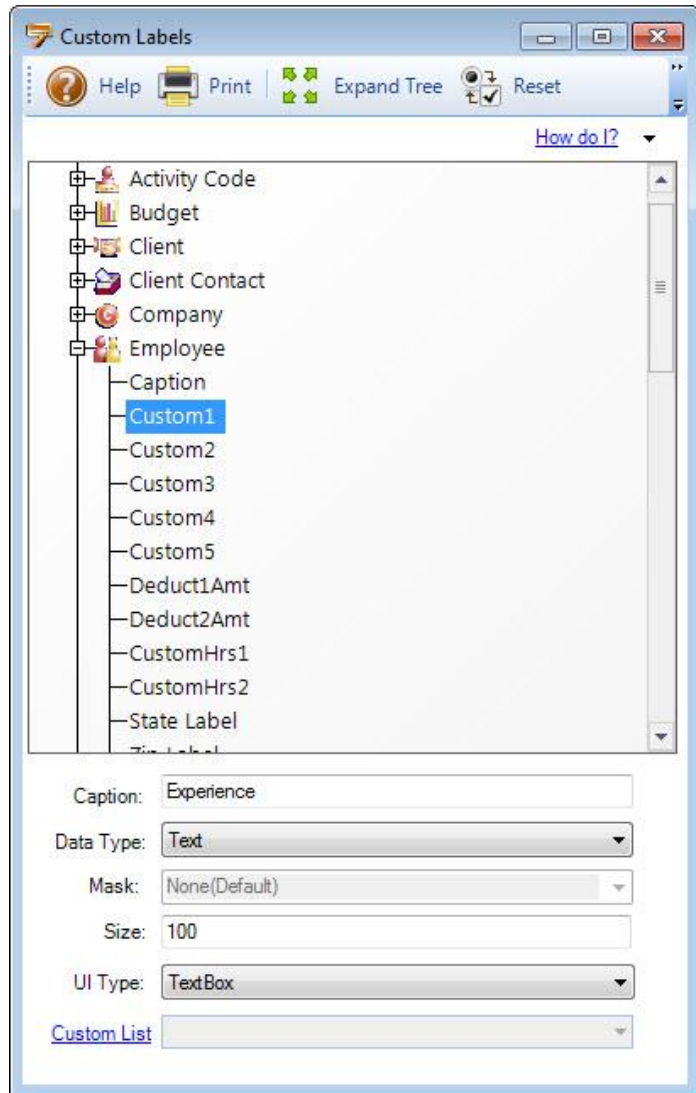 Custom Labels
Help Print Expand Tree Reset
How do I?
Activity Code
Budget
Client
Client Contact
Company
Employee
Caption
Custom1
Custom2
Custom3
Custom4
Custom5
Deduct1Amt
Deduct2Amt
CustomHrs1
CustomHrs2
State Label
Zip Label
Caption: Experience
Data Type: Text
Mask: None(Default)
Size: 100
UI Type: TextBox
Custom List